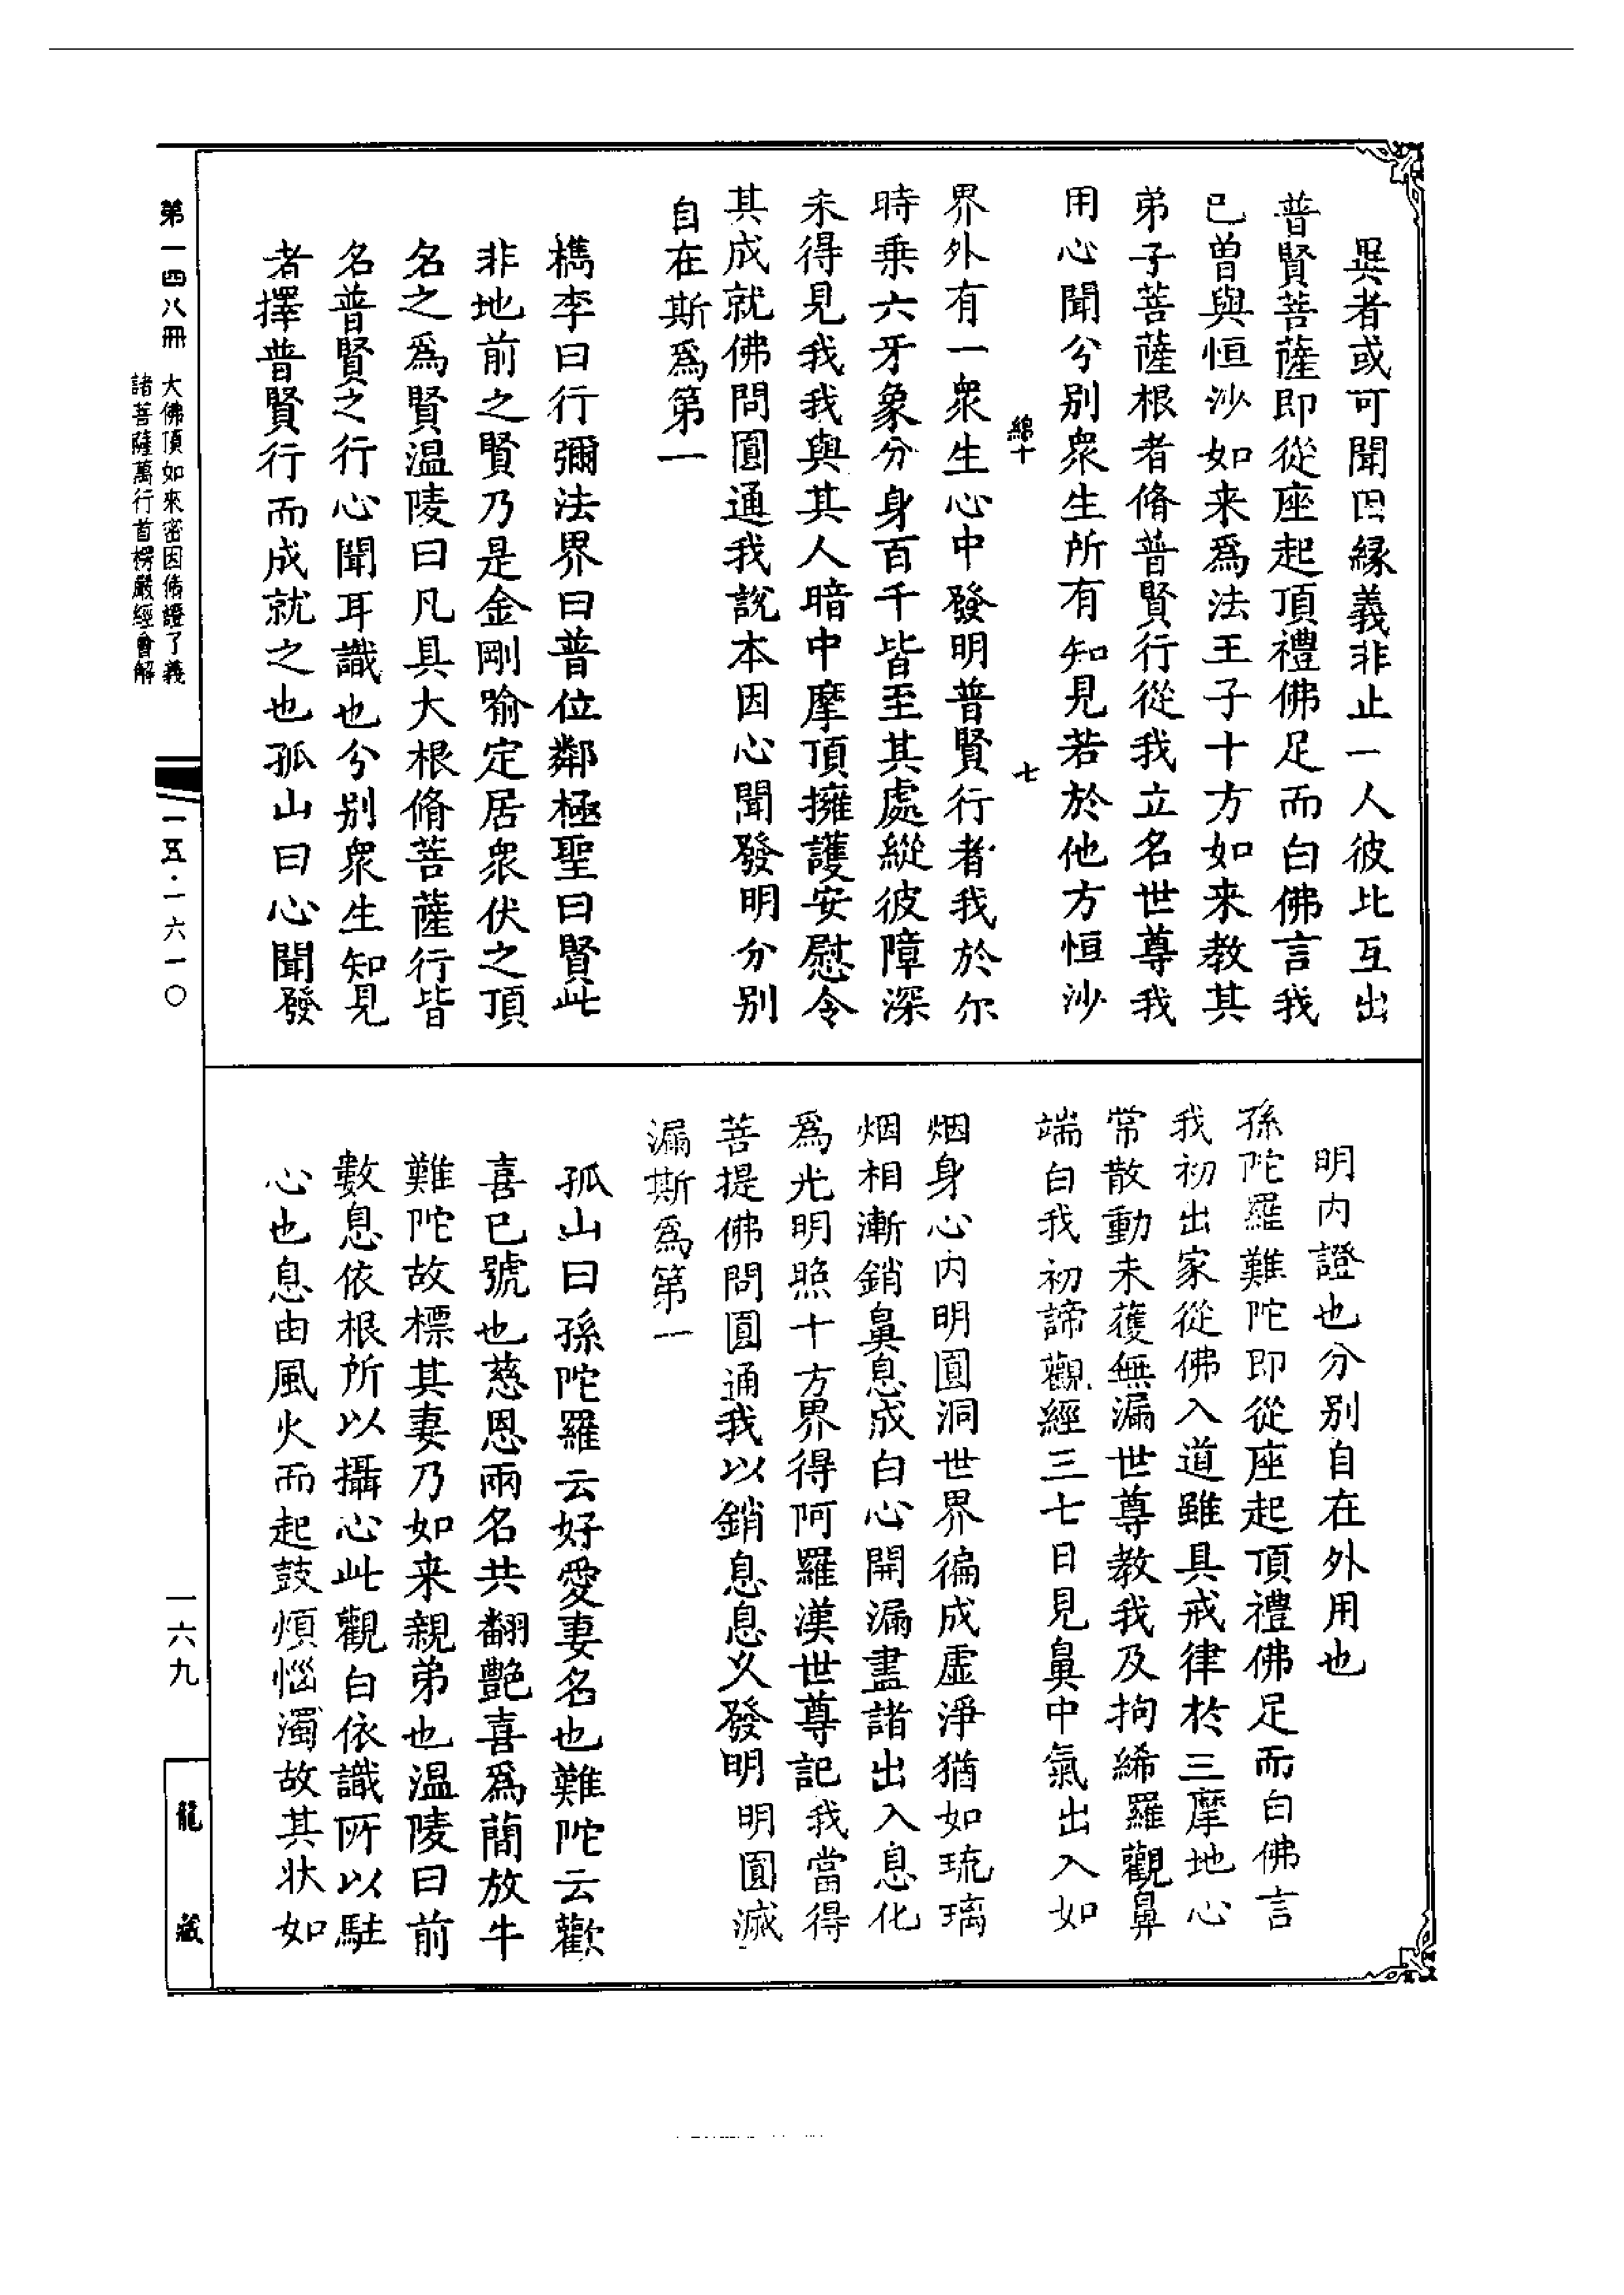 異者或可聞因緣義非止一人彼比互出
普賢菩薩即從座起頂禮佛足而白佛言我
已曾與恒沙如来為法王子十方如来教其
弟子菩薩根者脩普賢行從我立名世尊我
用心聞分別衆生所有知見若於他方恒沙
綿十 七
界外有一衆生心中發明普賢行者我於尔
時乗六牙象分身百千皆至其處縱彼障深
未得見我我與其人暗中摩頂擁護安慰令
其成就佛問圓通我說本因心聞發明分別
自在斯為第一
檇李曰行彌法界曰普位鄰極聖曰賢此
非地前之賢乃是金剛喻定居衆伏之頂
名之為賢温陵曰凡具大根脩菩薩行皆
名普賢之行心聞耳識也分別衆生知見
者擇普賢行而成就之也孤山曰心聞發
明内證也分別自在外用也
孫陀羅難陀即從座起頂禮佛足而白佛言
我初出家從佛入道雖具戒律於三摩地心
常散動未獲無漏世尊教我及拘絺羅觀鼻
端白我初諦觀經三七日見鼻中氣出入如
烟身心内明圓洞世界徧成虛淨猶如琉璃
烟相漸銷鼻息成白心開漏盡諸出入息化
為光明照十方界得阿羅漢世尊記我當得
菩提佛問圓通我以銷息息久發明明圓滅
漏斯為第一
孤山曰孫陀羅云好愛妻名也難陀云歡
喜已號也慈恩兩名共翻艷喜為簡放牛
難陀故標其妻乃如来親弟也温陵曰前
數息依根所以攝心此觀白依識所以駐
心也息由風火而起鼓煩惱濁故其狀如
第一四八冊 大佛頂如來密因脩證了義
諸菩薩萬行首楞嚴經會解
一五·一六一〇
一六九
龍藏